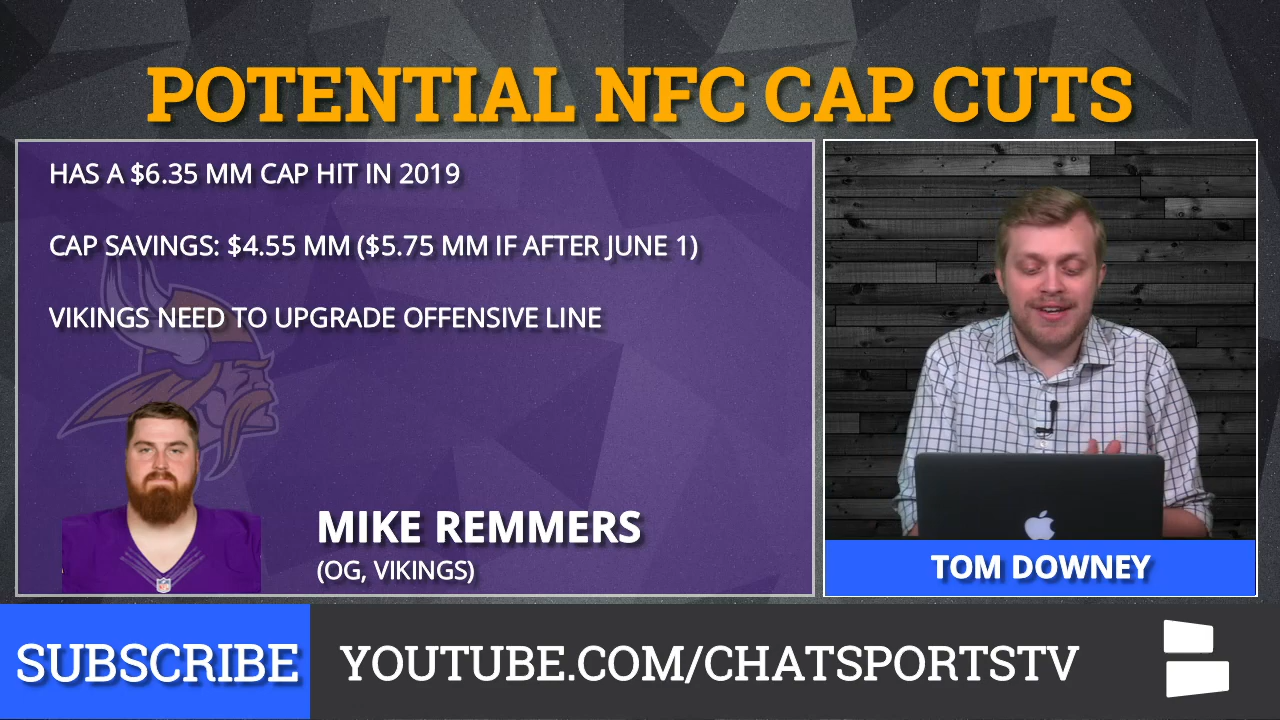 POTENTIAL NFC CAP CUTS
HAS A $6.35 MM CAP HIT IN 2019
CAP SAVINGS: $4.55 MM ($5.75 MM IF AFTER JUNE 1)
VIKINGS NEED TO UPGRADE OFFENSIVE LINE
MIKE REMMERS
(OG, VIKINGS)
TOM DOWNEY
SUBSCRIBE
YOUTUBE.COM/CHATSPORTSTV